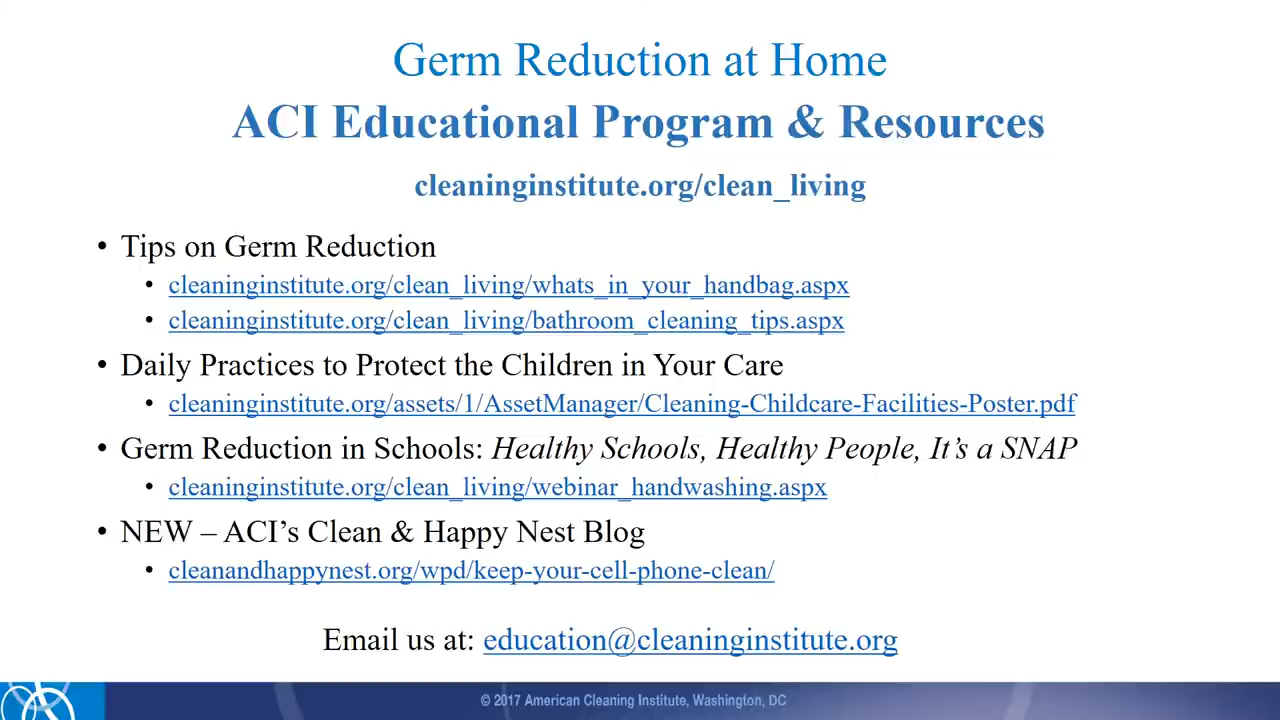 Germ Reduction at Home
ACI Educational Program & Resources
cleaninginstitute.org/clean_living
• Tips on Germ Reduction
• cleaninginstitute.org/clean_living/whats_in_your_handbag.aspx
• cleaninginstitute.org/clean_living/bathroom_cleaning_tips.aspx
• Daily Practices to Protect the Children in Your Care
• cleaninginstitute.org/assets/1/AssetManager/Cleaning-Childcare-Facilities-Poster.pdf
• Germ Reduction in Schools: Healthy Schools, Healthy People, It’s a SNAP
• cleaninginstitute.org/clean_living/webinar_handwashing.aspx
• NEW – ACI’s Clean & Happy Nest Blog
• cleanandhappynest.org/wpd/keep-your-cell-phone-clean/
Email us at: education@cleaninginstitute.org
© 2017 American Cleaning Institute, Washington, DC